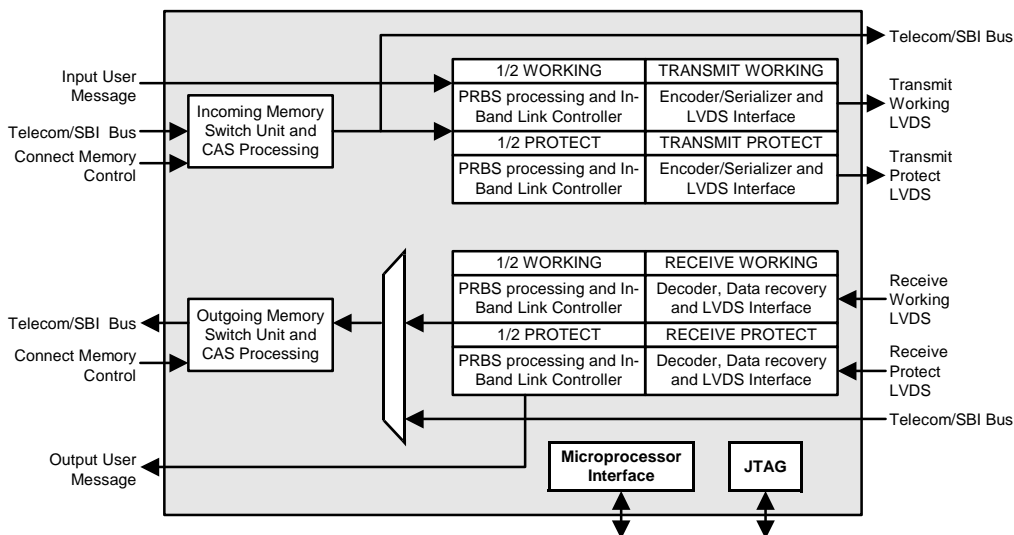 Telecom/SBI Bus
Input User
Message
1/2 WORKING
TRANSMIT WORKING
PRBS processing and In-
Band Link Controller
Encoder/Serializer and
LVDS Interface
Transmit
Working
LVDS
Incoming Memory
Switch Unit and
CAS Processing
Telecom/SBI Bus
Connect Memory
Control
1/2 PROTECT
TRANSMIT PROTECT
PRBS processing and In-
Band Link Controller
Encoder/Serializer and
LVDS Interface
Transmit
Protect
LVDS
1/2 WORKING
RECEIVE WORKING
PRBS processing and In-
Band Link Controller
Decoder, Data recovery
and LVDS Interface
Receive
Working
LVDS
Telecom/SBI Bus
Outgoing Memory
Switch Unit and
CAS Processing
Connect Memory
Control
1/2 PROTECT
RECEIVE PROTECT
PRBS processing and In-
Band Link Controller
Decoder, Data recovery
and LVDS Interface
Receive
Protect
LVDS
Telecom/SBI Bus
Output User
Message
Microprocessor
Interface
JTAG